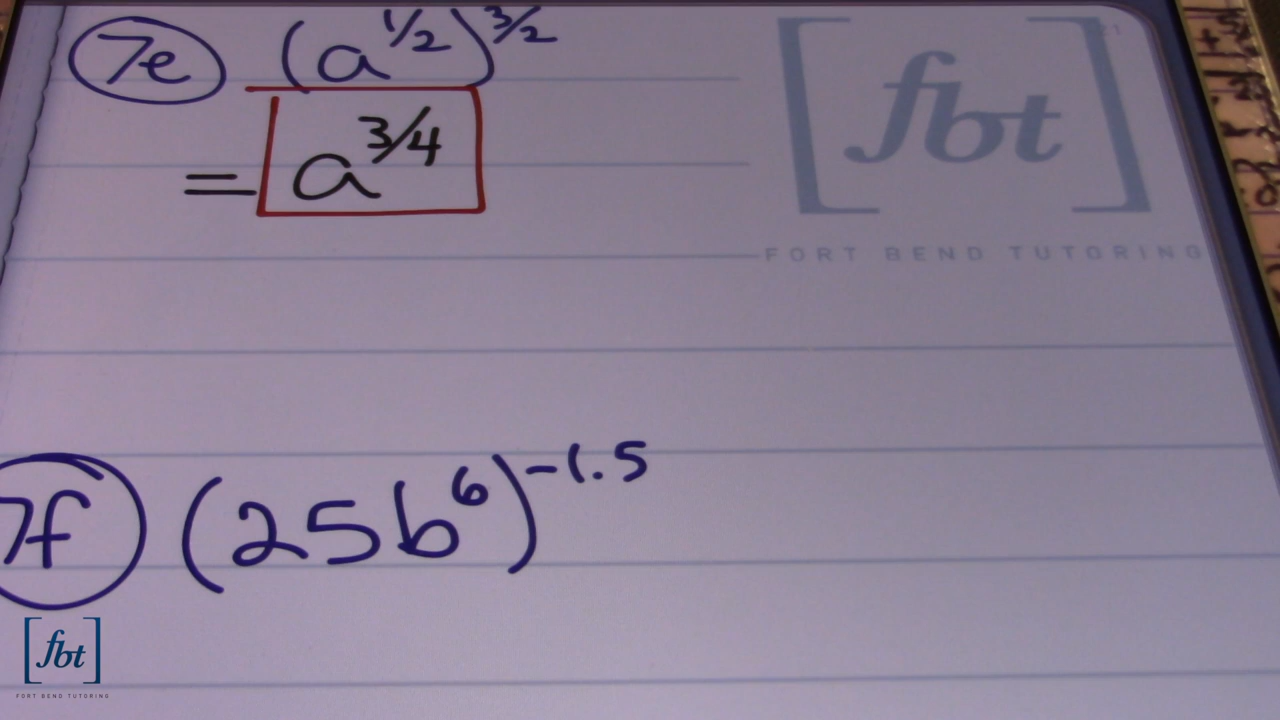 7e (a^1/2)^3/2
= a^3/4
fbt
FORT BEND TUTORING
7f (25b^6)^-1.5
fbt
FORT BEND TUTORING